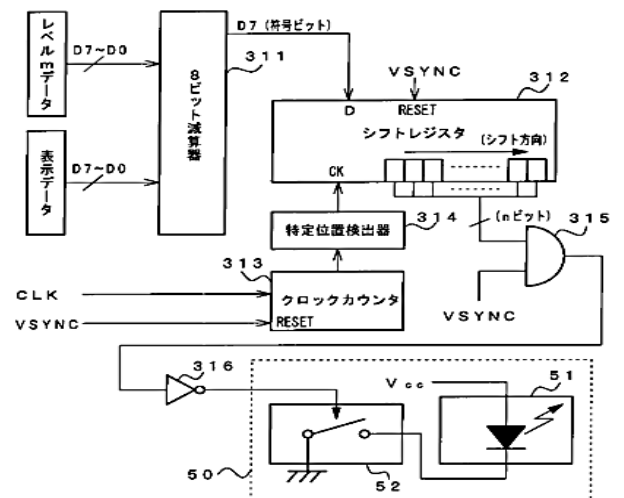 レベルmデータ
D7~D0
8ビット減算器
D7(符号ビット)
311
表示データ
D7~D0
VSYNC
312
D
RESET
シフトレジスタ
(シフト方向)
CK
特定位置検出器
314
(nビット)
315
313
クロックカウンタ
RESET
CLK
VSYNC
VSYNC
316
Vcc
51
50
52